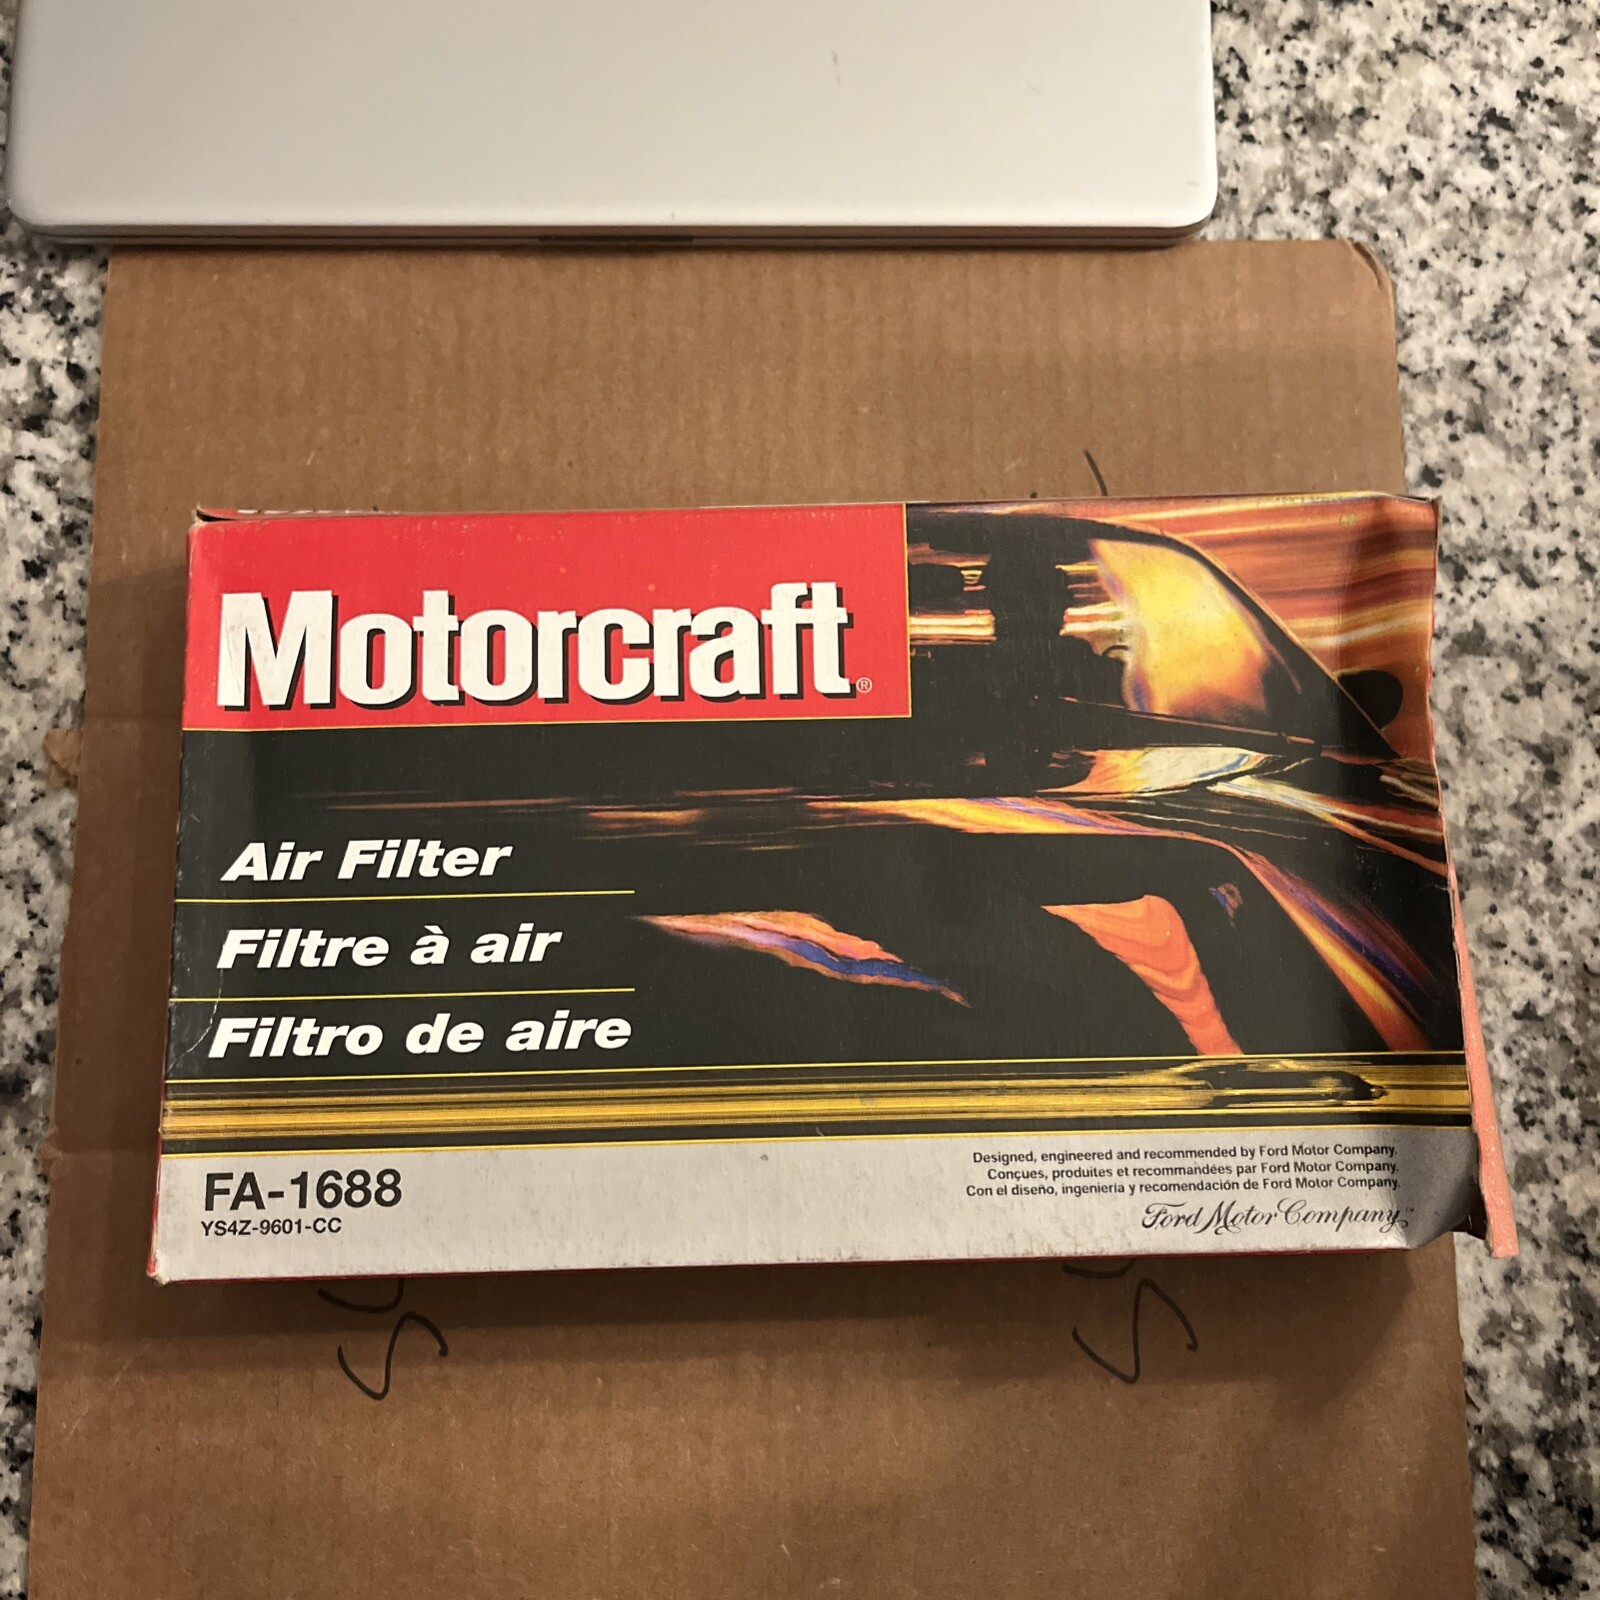 Motorcraft®
Air Filter
Filtre à air
Filtro de aire
FA-1688
YS4Z-9601-CC
Designed, engineered and recommended by Ford Motor Company.
Conçues, produites et recommandées par Ford Motor Company.
Con el diseño, ingenieria y recomendación de Ford Motor Company.
Ford Motor Company™